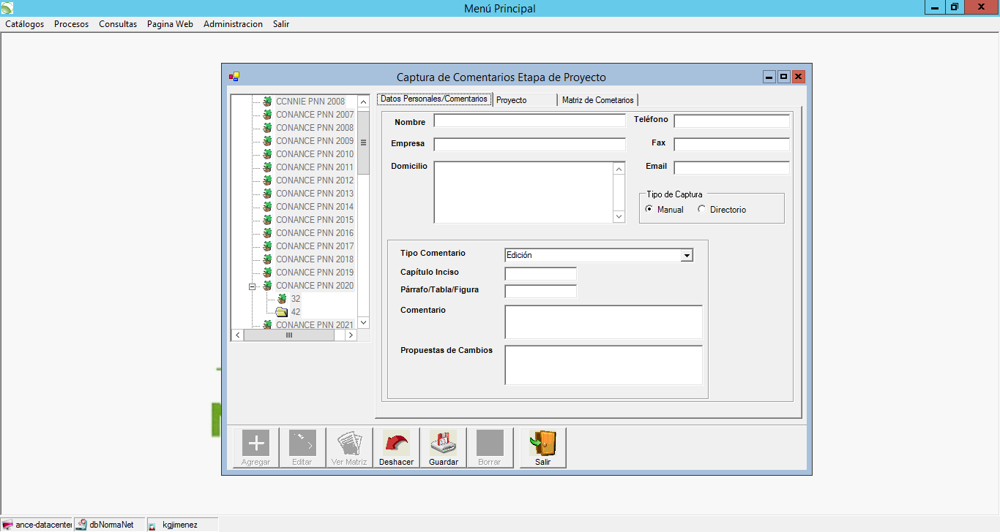 Menú Principal
Catálogos Procesos Consultas Pagina Web Administracion Salir
Captura de Comentarios Etapa de Proyecto
CCNNIE PNN 2008
CONANCE PNN 2007
CONANCE PNN 2008
CONANCE PNN 2009
CONANCE PNN 2010
CONANCE PNN 2011
CONANCE PNN 2012
CONANCE PNN 2013
CONANCE PNN 2014
CONANCE PNN 2015
CONANCE PNN 2016
CONANCE PNN 2017
CONANCE PNN 2018
CONANCE PNN 2019
CONANCE PNN 2020
32
42
CONANCE PNN 2021
Datos Personales/Comentarios Proyecto Matriz de Cometarios
Nombre Teléfono
Empresa Fax
Domicilio Email
Tipo de Captura
Manual Directorio
Tipo Comentario Edición
Capítulo Inciso
Párrafo/Tabla/Figura
Comentario
Propuestas de Cambios
Agregar Editar Ver Matriz Deshacer Guardar Borrar Salir
ance-datacenter dbNormaNet kgjimenez